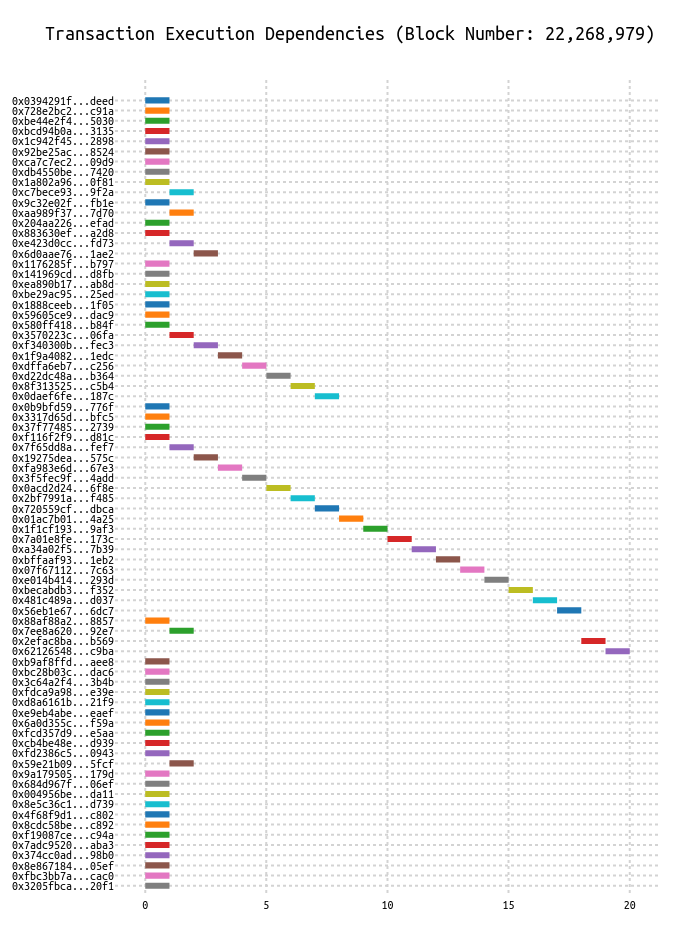 Transaction Execution Dependencies (Block Number: 22,268,979)
0x0394291f...deed
0x728e2bc2...c91a
0xbe44e2f4...5030
0xbcd94b0a...3135
0x1c942f45...2898
0x92be25ac...8524
0xca7c7ec2...09d9
0xdb4550be...7420
0x1a802a96...0f81
0xc7bece93...9f2a
0x9c32e02f...fb1e
0xaa989f37...7d70
0x204aa226...efad
0x883630ef...a2d8
0xe423d0cc...fd73
0x6d0aae76...1ae2
0x1176285f...b797
0x141969cd...d8fb
0xea890b17...ab8d
0xbe29ac95...25ed
0x1888ceeb...1f05
0x59605ce9...dac9
0x580ff418...b84f
0x3570223c...06fa
0xf340300b...fec3
0x1f9a4082...1edc
0xdffa6eb7...c256
0xd22dc48a...b364
0x8f313525...c5b4
0x0daef6fe...187c
0x0b9bfd59...776f
0x3317d65d...bfc5
0x37f77485...2739
0xf116f2f9...d81c
0x7f65dd8a...fef7
0x19275dea...575c
0xfa983e6d...67e3
0x3f5fec9f...4add
0x0acd2d24...6f8e
0x2bf7991a...f485
0x720559cf...dbca
0x01ac7b01...4a25
0x1f1cf193...9af3
0x7a01e8fe...173c
0xa34a02f5...7b39
0xbffaaf93...1eb2
0x07f67112...7c63
0xe014b414...293d
0xbecabdb3...f352
0x481c489a...d037
0x56eb1e67...6dc7
0x88af88a2...8857
0x7ee8a620...92e7
0x2efac8ba...b569
0x62126548...c9ba
0xb9af8ffd...aee8
0xbc28b03c...dac6
0x3c64a2f4...3b4b
0xfdca9a98...e39e
0xd8a6161b...21f9
0xe9eb4abe...eaef
0x6a0d355c...f59a
0xfcd357d9...e5aa
0xcb4be48e...d939
0xfd2386c5...0943
0x59e21b09...5fcf
0x9a179505...179d
0x684d967f...06ef
0x004956be...da11
0x8e5c36c1...d739
0x4f68f9d1...c802
0x8cdc58be...c892
0xf19087ce...c94a
0x7adc9520...aba3
0x374cc0ad...98b0
0x8e867184...05ef
0xfbc3bb7a...cac0
0x3205fbca...20f1
0 5 10 15 20